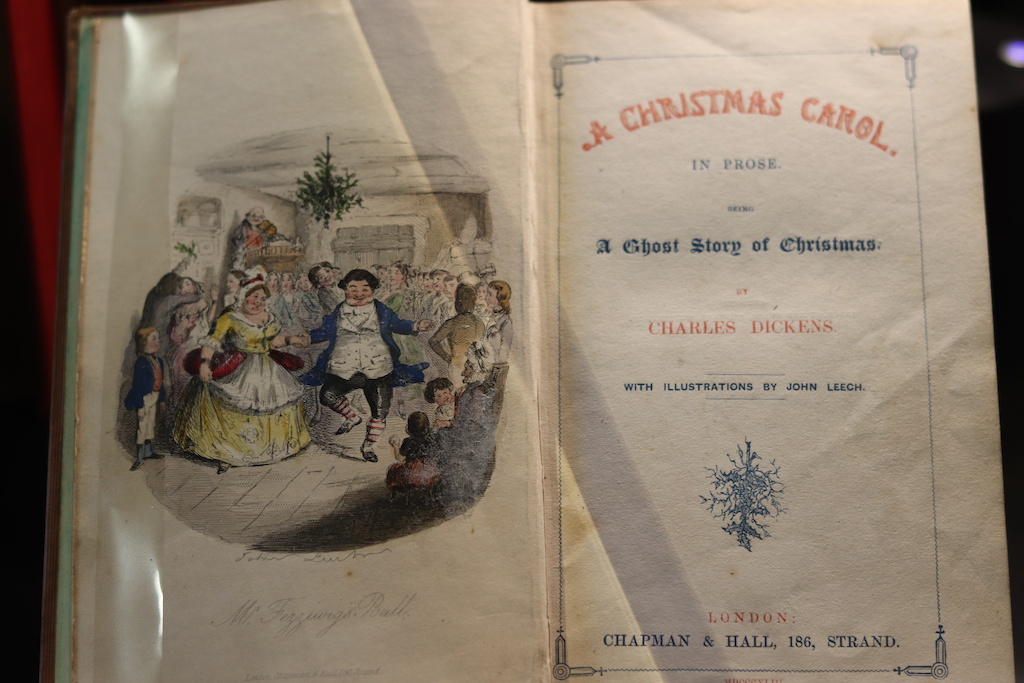 Mr. Fezziwig's Ball.
A CHRISTMAS CAROL.
IN PROSE.
BEING
A Ghost Story of Christmas.
BY
CHARLES DICKENS.
WITH ILLUSTRATIONS BY JOHN LEECH.
LONDON:
CHAPMAN & HALL, 186, STRAND.
MDCCCXLIII